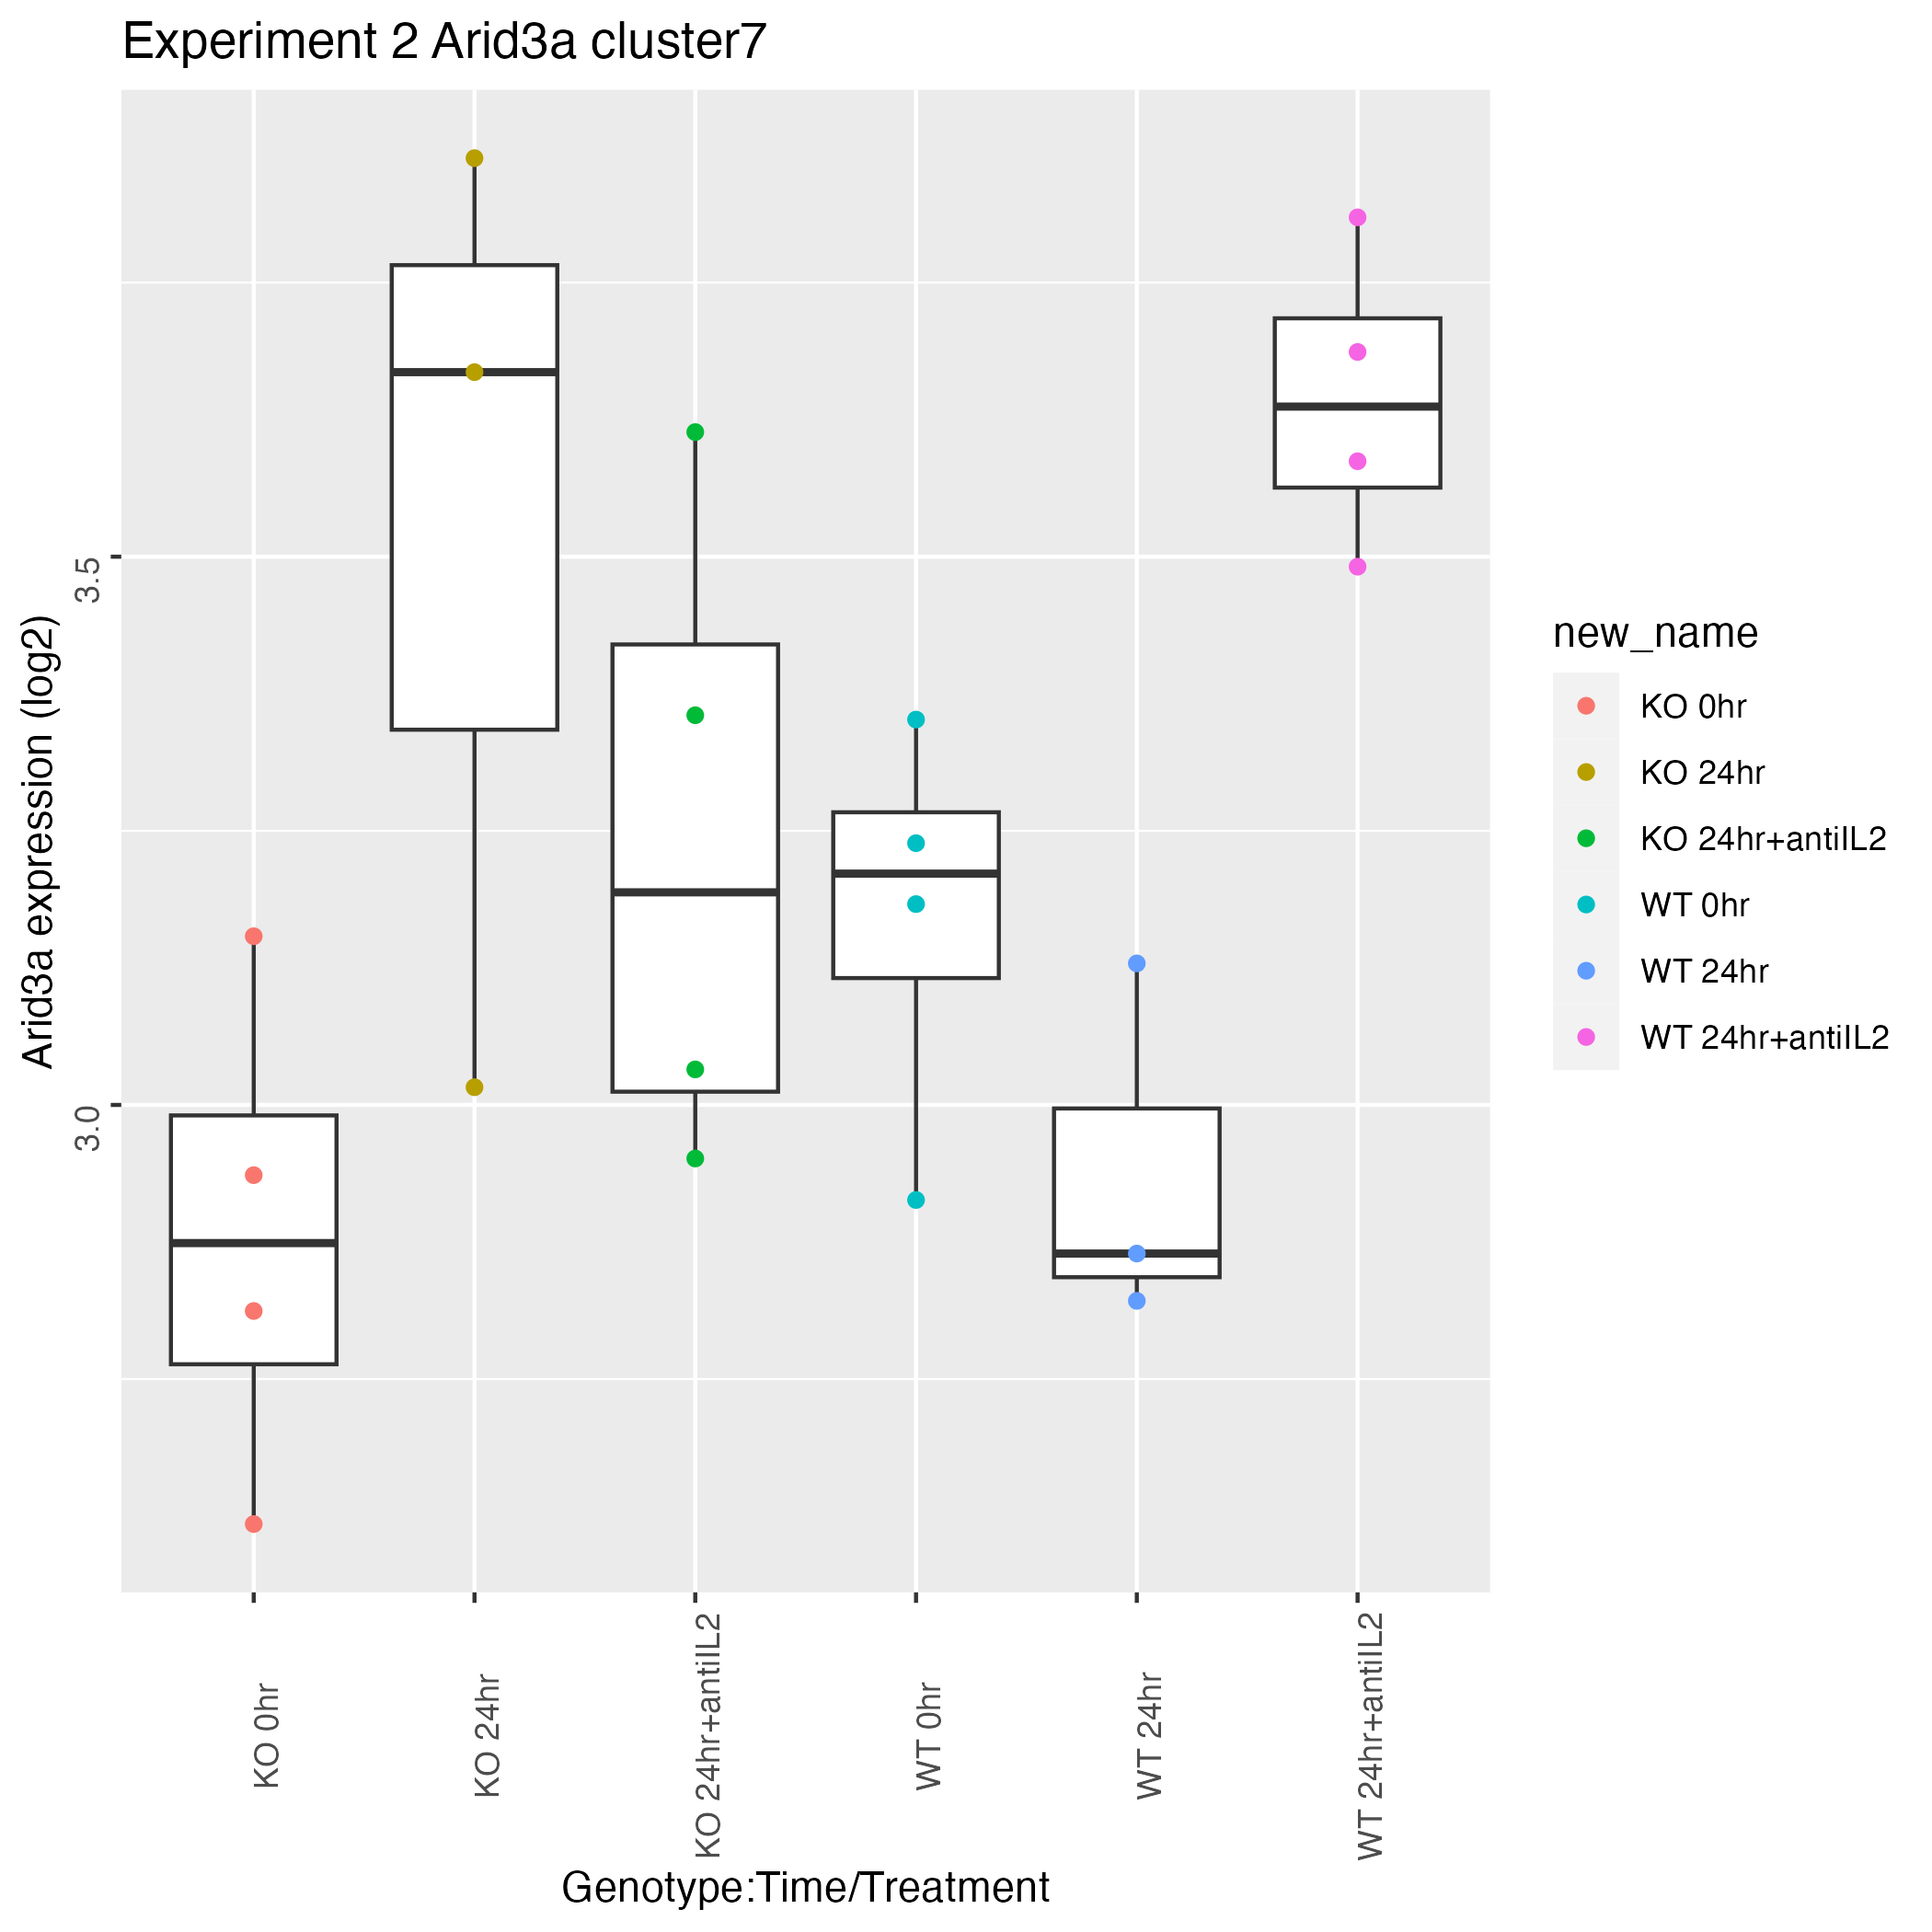 Experiment 2 Arid3a cluster7
Arid3a expression (log2)
3.5
3.0
KO 0hr
KO 24hr
KO 24hr+antiIL2
WT 0hr
WT 24hr
WT 24hr+antiIL2
Genotype:Time/Treatment
new_name
KO 0hr
KO 24hr
KO 24hr+antiIL2
WT 0hr
WT 24hr
WT 24hr+antiIL2